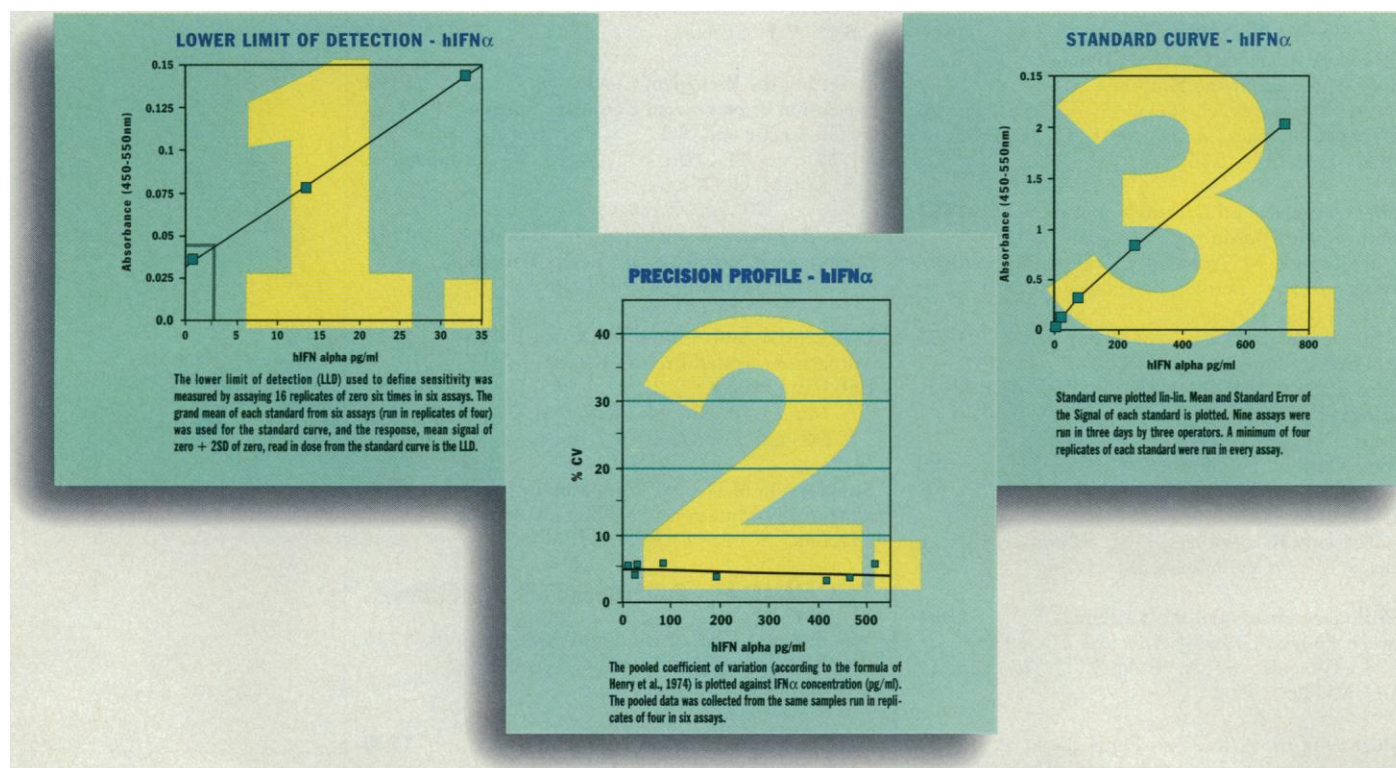 LOWER LIMIT OF DETECTION - hIFNα
0.15
0.125
0.10
0.075
0.05
0.025
0.0
Absorbance (450-550nm)
0 5 10 15 20 25 30 35
hIFN alpha pg/ml
1.
The lower limit of detection (LLD) used to define sensitivity was
measured by assaying 16 replicates of zero six times in six assays. The
grand mean of each standard from six assays (run in replicates of four)
was used for the standard curve, and the response, mean signal of
zero + 2SD of zero, read in dose from the standard curve is the LLD.
PRECISION PROFILE - hIFNα
40
30
20
10
0
% CV
0 100 200 300 400 500
hIFN alpha pg/ml
2.
The pooled coefficient of variation (according to the formula of
Henry et al., 1974) is plotted against IFNα concentration (pg/ml).
The pooled data was collected from the same samples run in repli-
cates of four in six assays.
STANDARD CURVE - hIFNα
0.15
2
1.5
1
0.5
0
Absorbance (450-550nm)
0 200 400 600 800
hIFN alpha pg/ml
3.
Standard curve plotted lin-lin. Mean and Standard Error of
the Signal of each standard is plotted. Nine assays were
run in three days by three operators. A minimum of four
replicates of each standard were run in every assay.